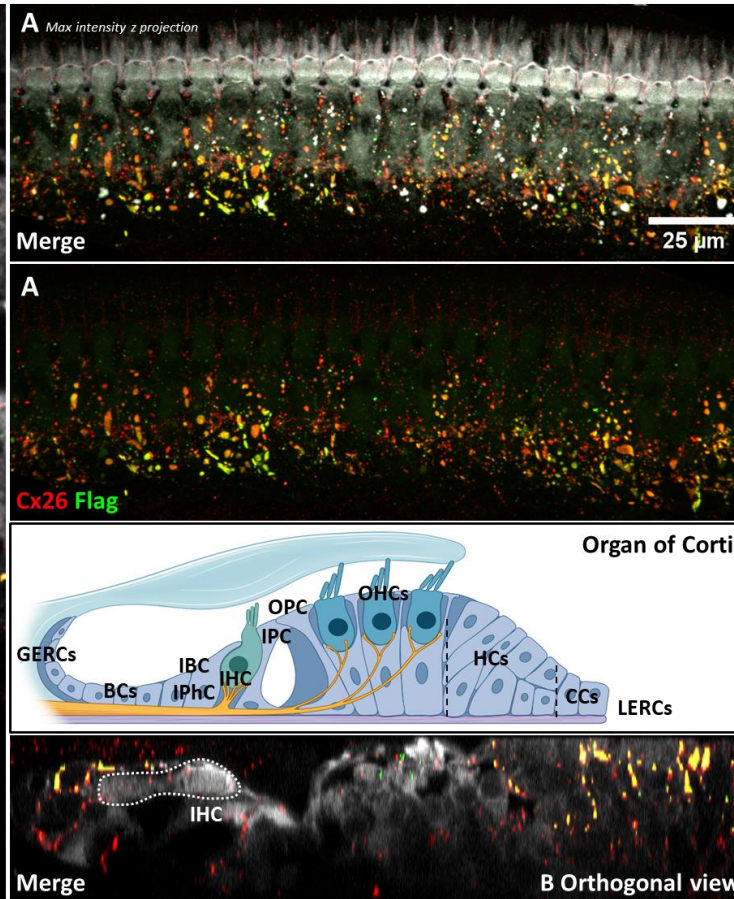 A Max intensity z projection
Merge
25 µm
A
Cx26 Flag
Organ of Corti
OPC
OHCs
IPC
GERCs
IBC
IHC
HCs
BCs
IPhC
CCs
LERCs
IHC
Merge
B Orthogonal view